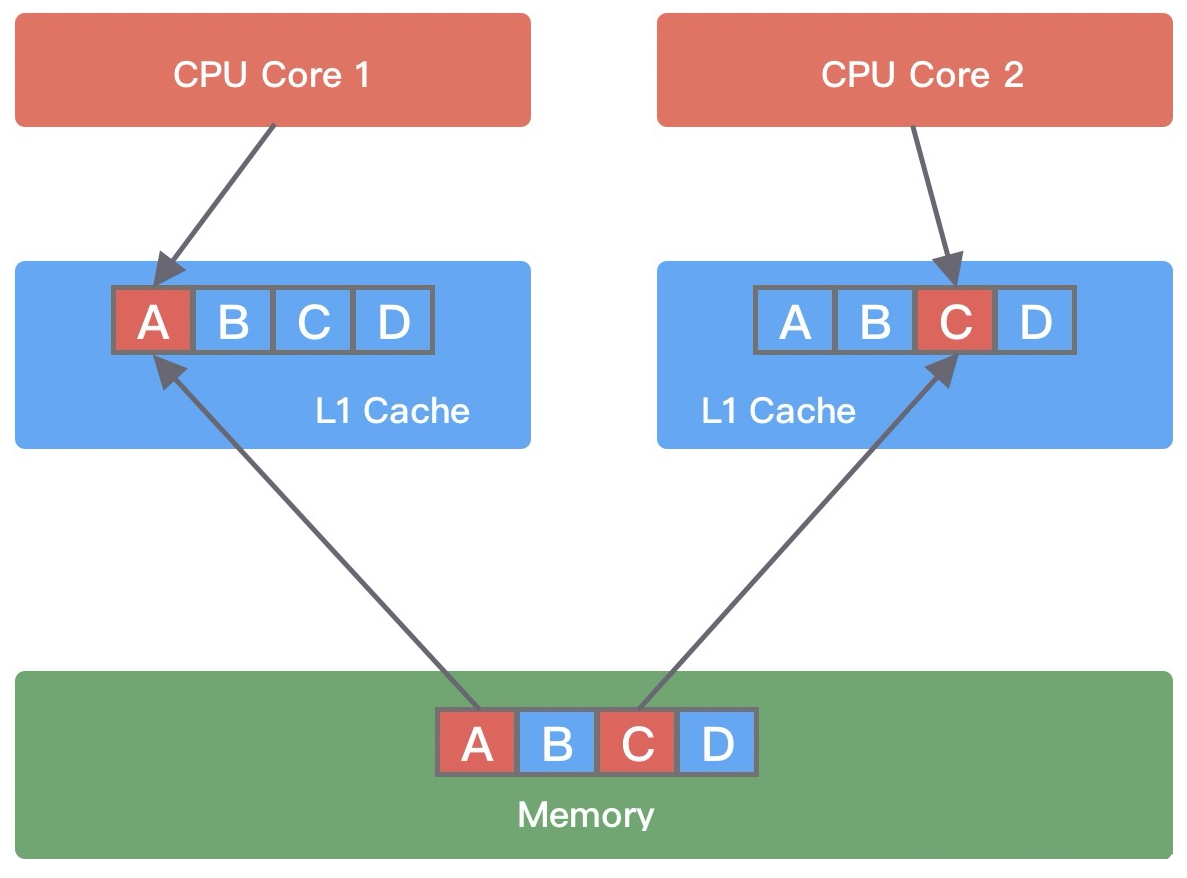 CPU Core 1
CPU Core 2
A B C D
A B C D
L1 Cache
L1 Cache
A B C D
Memory